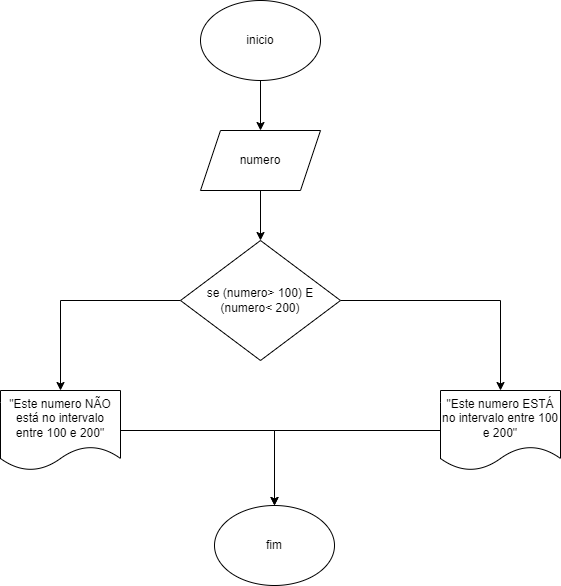 inicio
numero
se (numero> 100) E
(numero< 200)
"Este numero NÃO
está no intervalo
entre 100 e 200"
"Este numero ESTÁ
no intervalo entre 100
e 200"
fim